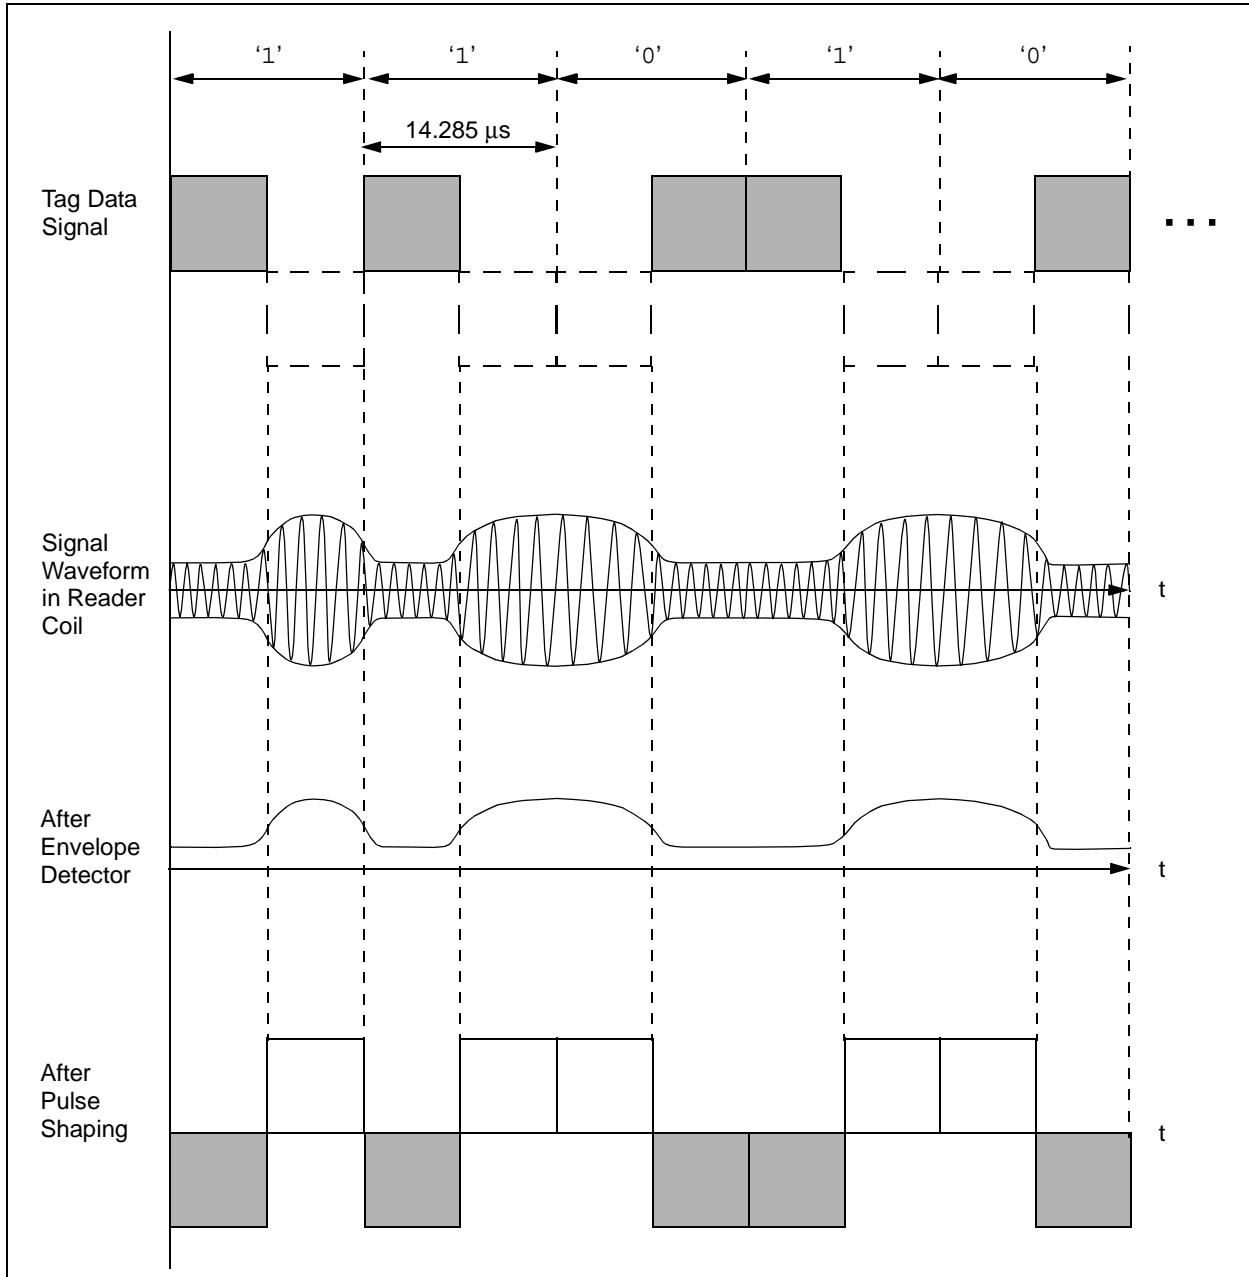 ‘1’ ‘1’ ‘0’ ‘1’ ‘0’
14.285 μs
Tag Data
Signal
...
Signal
Waveform
in Reader
Coil
t
After
Envelope
Detector
t
After
Pulse
Shaping
t